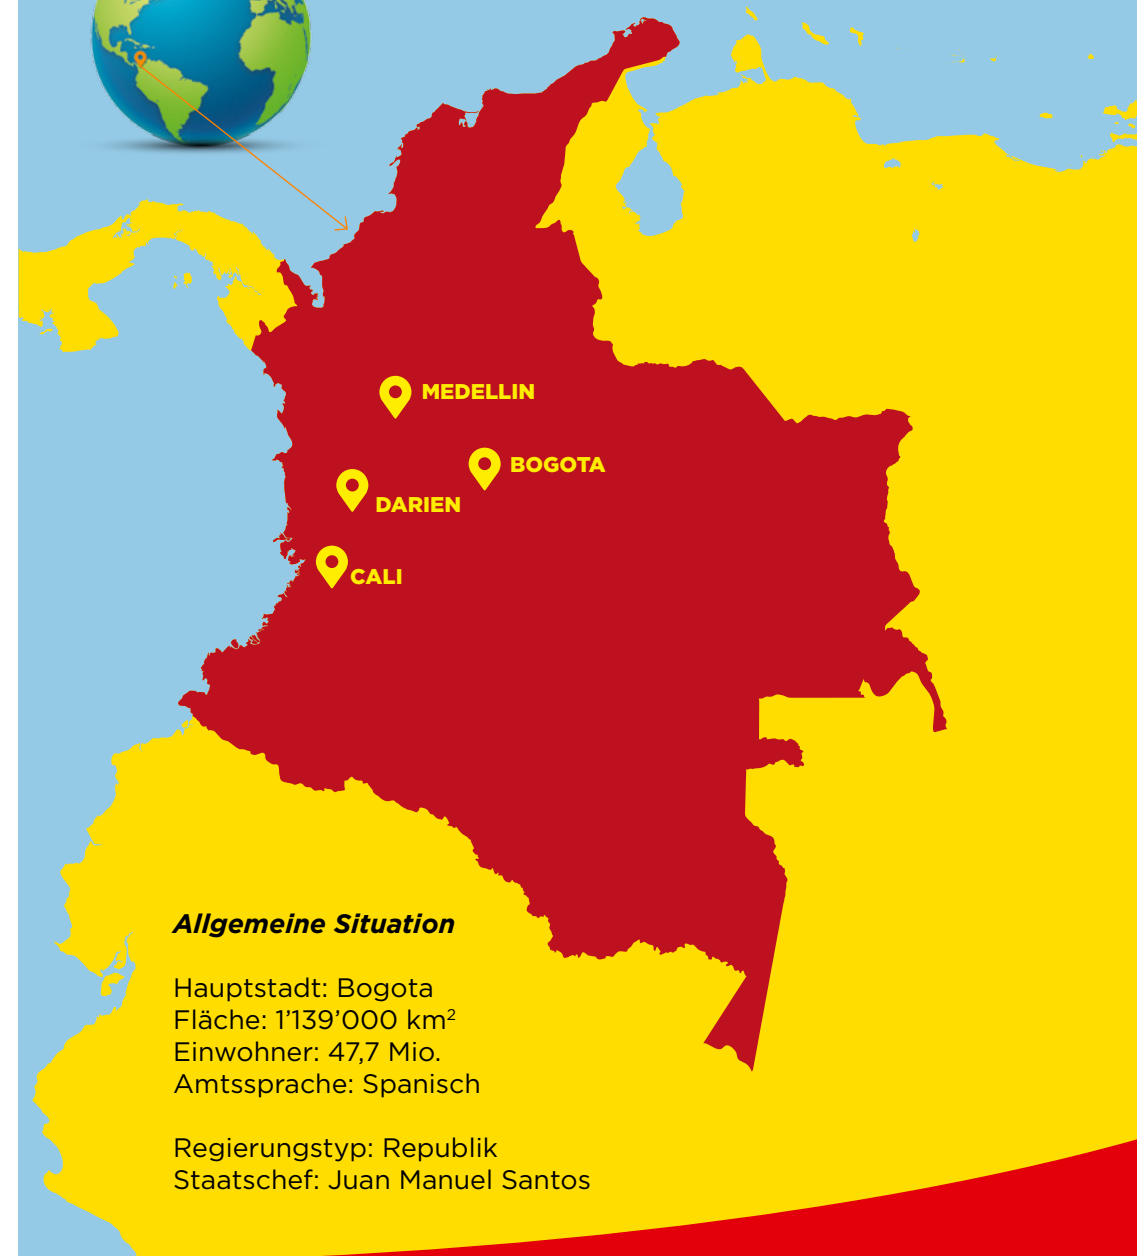 MEDELLIN
BOGOTA
DARIEN
CALI
Allgemeine Situation
Hauptstadt: Bogota
Fläche: 1’139’000 km²
Einwohner: 47,7 Mio.
Amtssprache: Spanisch
Regierungstyp: Republik
Staatschef: Juan Manuel Santos